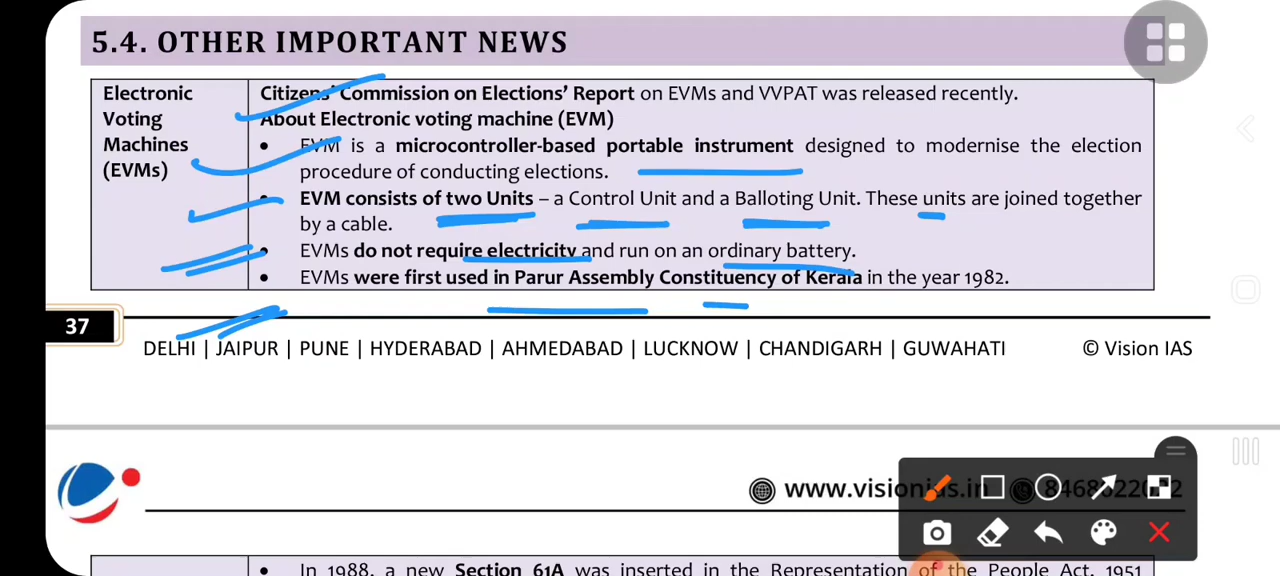 5.4. OTHER IMPORTANT NEWS
Electronic Voting Machines (EVMs)
Citizens' Commission on Elections' Report on EVMs and VVPAT was released recently.
About Electronic voting machine (EVM)
• EVM is a microcontroller-based portable instrument designed to modernise the election
procedure of conducting elections.
• EVM consists of two Units – a Control Unit and a Balloting Unit. These units are joined together
by a cable.
• EVMs do not require electricity and run on an ordinary battery.
• EVMs were first used in Parur Assembly Constituency of Kerala in the year 1982.
37
DELHI | JAIPUR | PUNE | HYDERABAD | AHMEDABAD | LUCKNOW | CHANDIGARH | GUWAHATI © Vision IAS
www.visionias.in
• In 1988, a new Section 61A was inserted in the Representation of the People Act, 1951